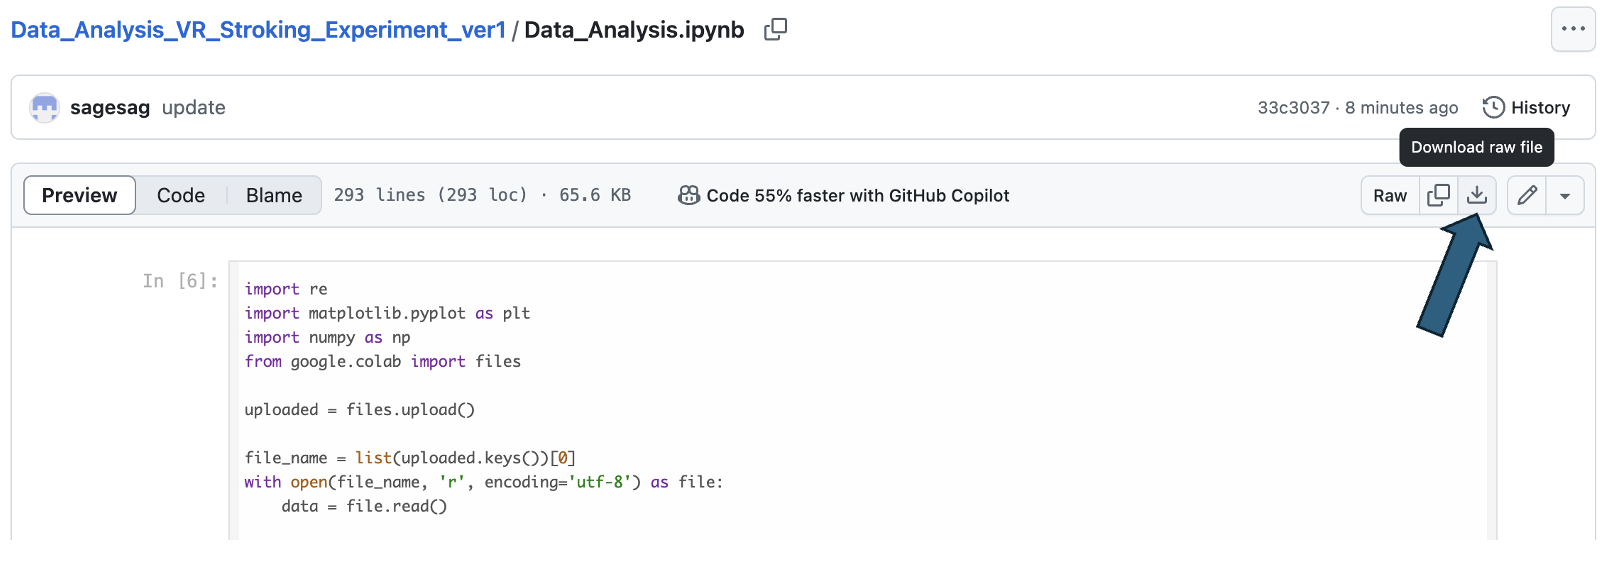 Data_Analysis_VR_Stroking_Experiment_ver1 / Data_Analysis.ipynb
sagesag update 33c3037 · 8 minutes ago History
Download raw file
Preview Code Blame 293 lines (293 loc) · 65.6 KB Code 55% faster with GitHub Copilot Raw
In [6]:
import re
import matplotlib.pyplot as plt
import numpy as np
from google.colab import files
uploaded = files.upload()
file_name = list(uploaded.keys())[0]
with open(file_name, 'r', encoding='utf-8') as file:
    data = file.read()